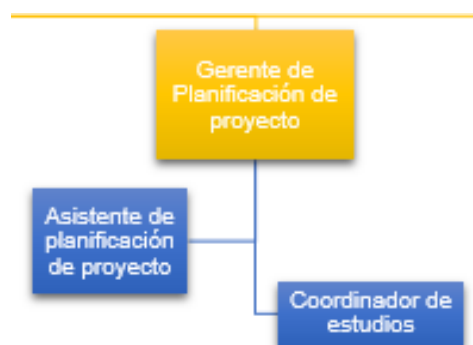 Gerente de
Planificación de
proyecto
Asistente de
planificación
de proyecto
Coordinador de
estudios